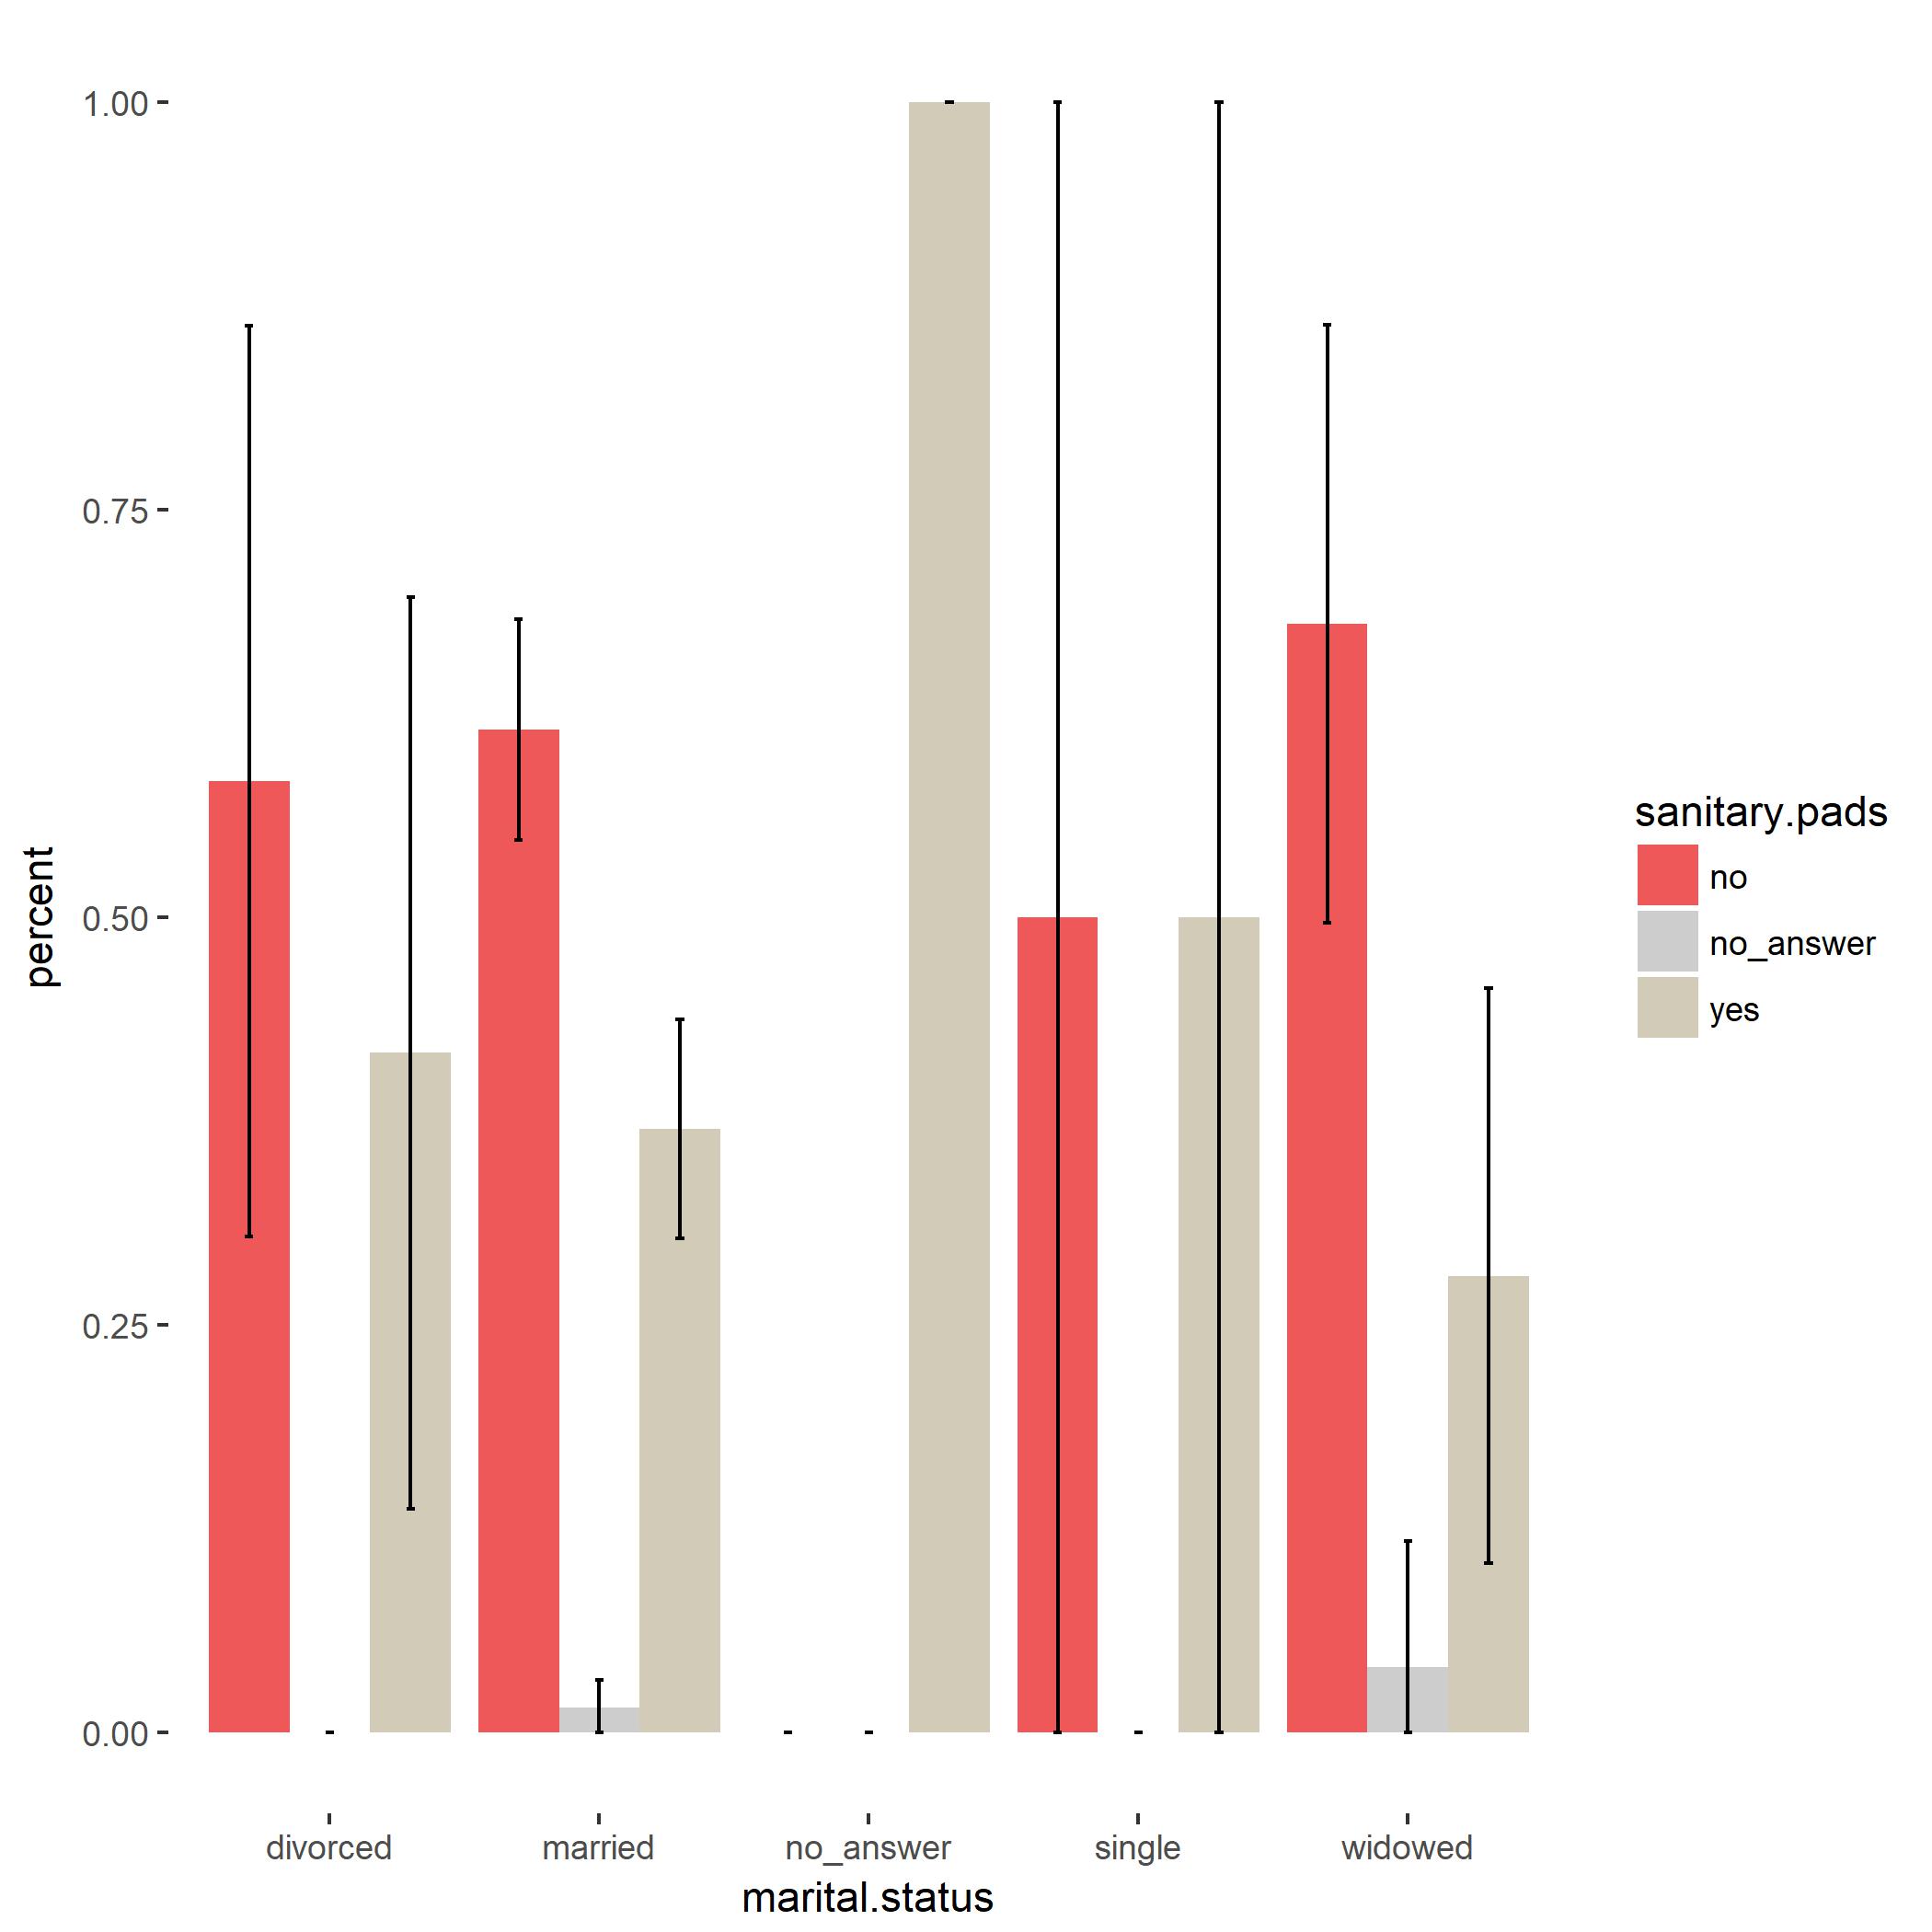 1.00
0.75
0.50
0.25
0.00
percent
divorced married no_answer single widowed
marital.status
sanitary.pads
no
no_answer
yes